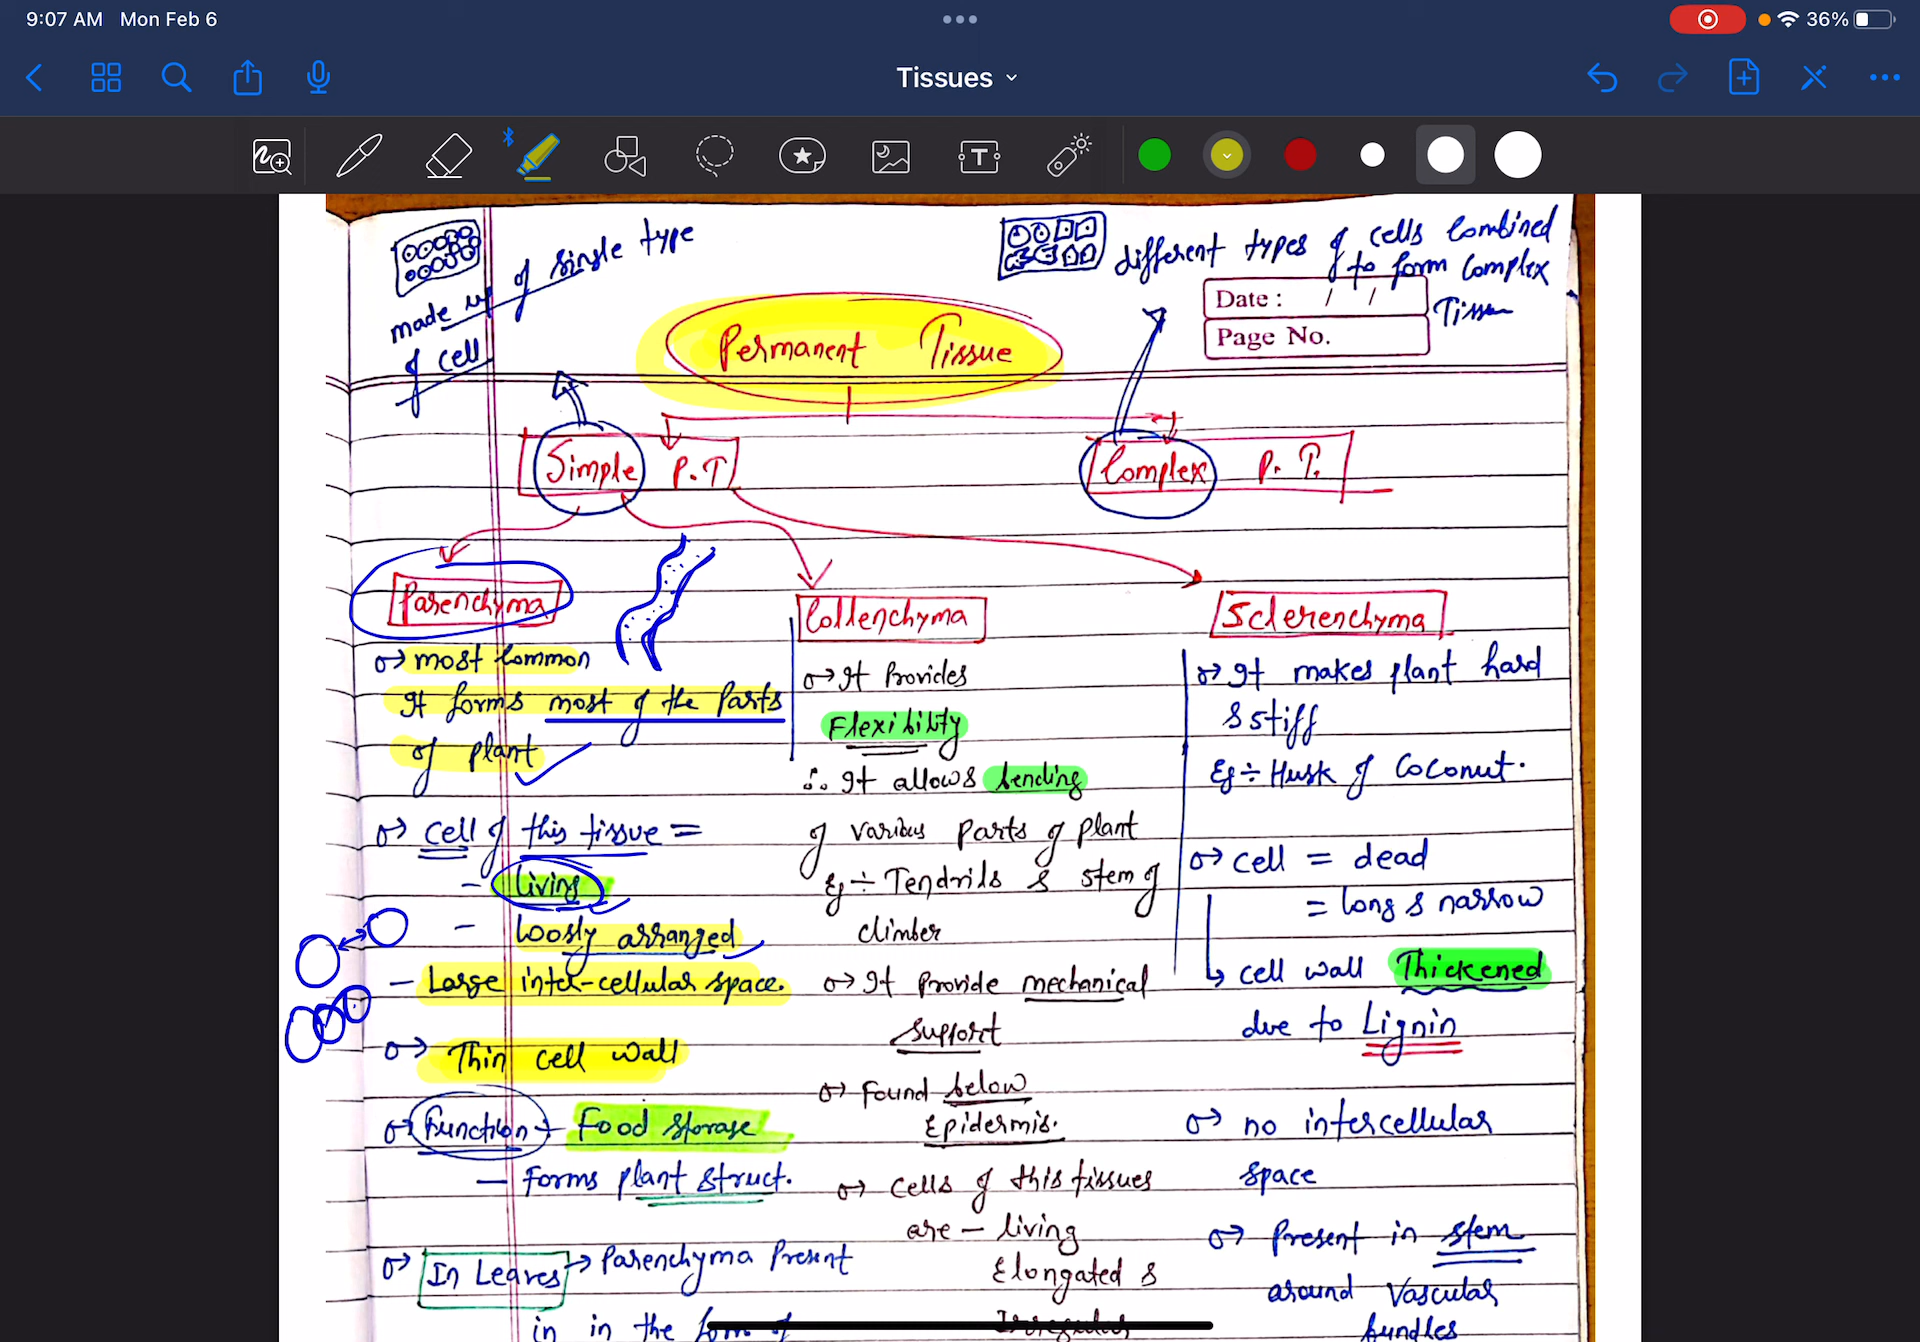 9:07 AM Mon Feb 6
36%
Tissues
T
made up of single type
of cell
different types of cells Combined
to form Complex
Tissue
Date : / /
Page No.
Permanent Tissue
Simple P.T
Complex P. T.
Parenchyma
most Common
It forms most of the Parts
of plant
cell of this tissue =
- living
- loosly arranged
- Large inter-cellular space.
Thin cell wall
Function - Food storage
- Forms plant struct.
In Leaves → Parenchyma Present
in in the form of
Collenchyma
It Provides
Flexibility
∴ It allows bending
of various Parts of plant
Eg ÷ Tendrils & stem of
climber
It Provide mechanical
support
Found below
Epidermis.
cells of this tissues
are - living
Elongated &
Irregular
Sclerenchyma
It makes plant hard
& stiff
Eg ÷ Husk of Coconut.
cell = dead
= long & narrow
cell wall Thickened
due to Lignin
no intercellular
space
Present in stem
around Vascular
bundles